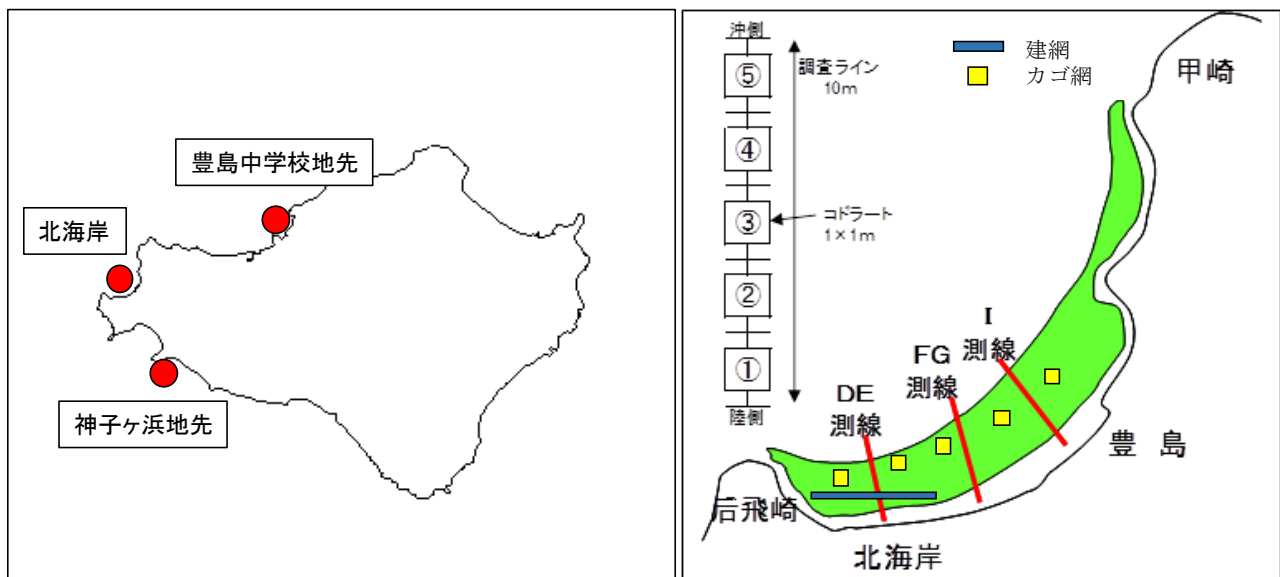 豊島中学校地先
北海岸
神子ヶ浜地先
沖側
⑤
④
③
②
①
陸側
調査ライン
10m
コドラート
1×1m
建網
カゴ網
甲崎
I
測線
FG
測線
DE
測線
豊島
后飛崎
北海岸